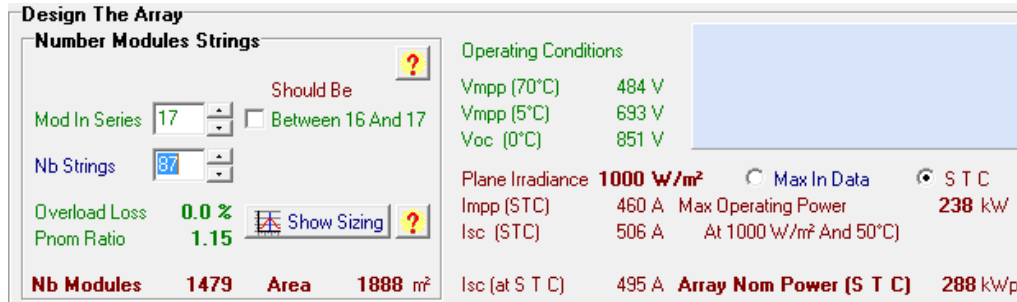 Design The Array
Number Modules Strings
?
Should Be
Mod In Series 17 Between 16 And 17
Nb Strings 87
Overload Loss 0.0 %
Pnom Ratio 1.15
Show Sizing ?
Nb Modules 1479 Area 1888 m²
Operating Conditions
Vmpp (70°C) 484 V
Vmpp (5°C) 693 V
Voc (0°C) 851 V
Plane Irradiance 1000 W/m² Max In Data S T C
Impp (STC) 460 A Max Operating Power 238 kW
Isc (STC) 506 A At 1000 W/m² And 50°C)
Isc (at S T C) 495 A Array Nom Power (S T C) 288 kWp